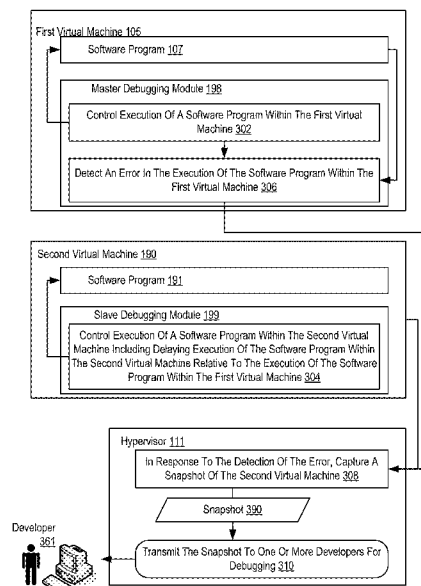 First Virtual Machine 105
Software Program 107
Master Debugging Module 198
Control Execution Of A Software Program Within The First Virtual
Machine 302
Detect An Error In The Execution Of The Software Program Within The
First Virtual Machine 306
Second Virtual Machine 190
Software Program 191
Slave Debugging Module 199
Control Execution Of A Software Program Within The Second Virtual
Machine Including Delaying Execution Of The Software Program Within
The Second Virtual Machine Relative To The Execution Of The Software
Program Within The First Virtual Machine 304
Hypervisor 111
In Response To The Detection Of The Error, Capture A
Snapshot Of The Second Virtual Machine 308
Snapshot 390
Developer
361
Transmit The Snapshot To One Or More Developers For
Debugging 310